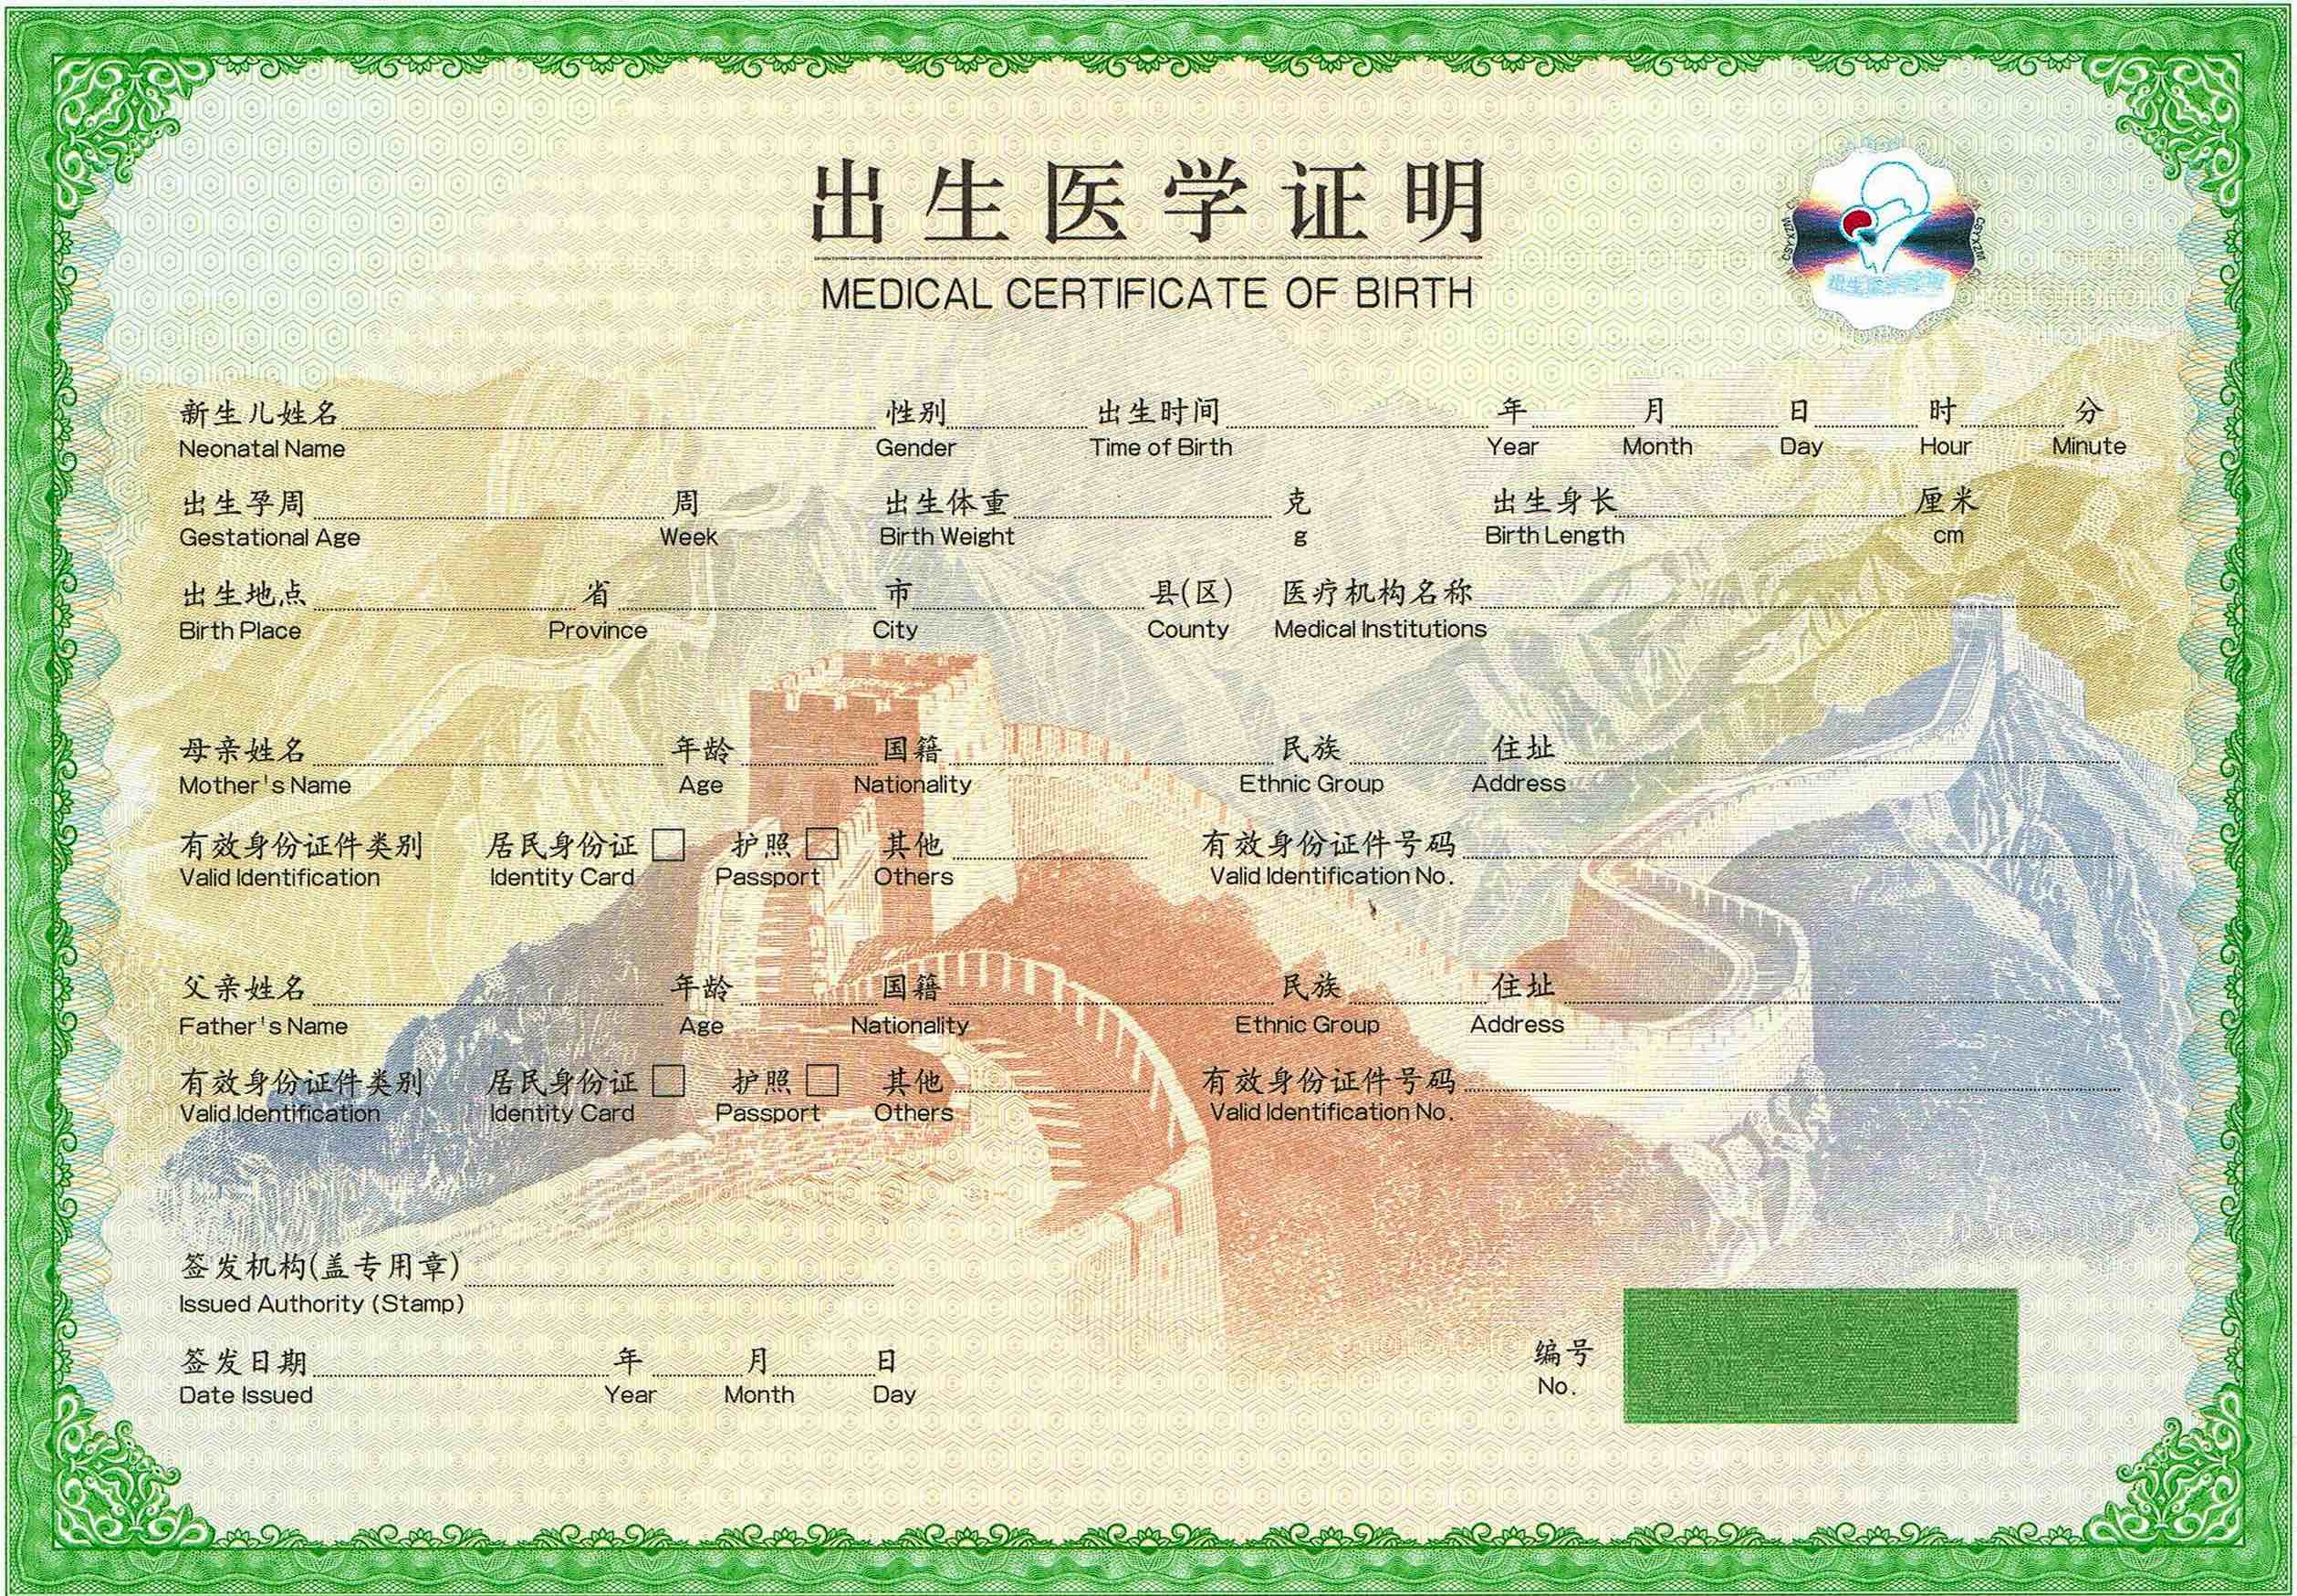 出生医学证明
MEDICAL CERTIFICATE OF BIRTH
新生儿姓名 性别 出生时间 年 月 日 时 分
Neonatal Name Gender Time of Birth Year Month Day Hour Minute
出生孕周 周 出生体重 克 出生身长 厘米
Gestational Age Week Birth Weight g Birth Length cm
出生地点 省 市 县(区) 医疗机构名称
Birth Place Province City County Medical Institutions
母亲姓名 年龄 国籍 民族 住址
Mother's Name Age Nationality Ethnic Group Address
有效身份证件类别 居民身份证 护照 其他 有效身份证件号码
Valid Identification Identity Card Passport Others Valid Identification No.
父亲姓名 年龄 国籍 民族 住址
Father's Name Age Nationality Ethnic Group Address
有效身份证件类别 居民身份证 护照 其他 有效身份证件号码
Valid Identification Identity Card Passport Others Valid Identification No.
签发机构(盖专用章)
Issued Authority (Stamp)
签发日期 年 月 日
Date Issued Year Month Day
编号
No.